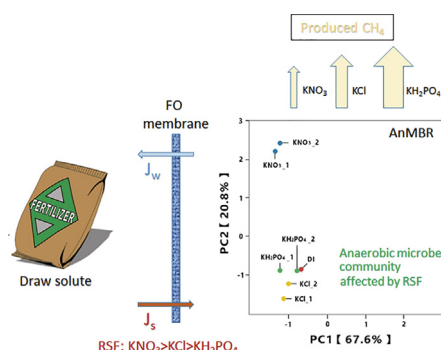 Produced CH₄
KNO₃
KCl
KH₂PO₄
FO
membrane
AnMBR
J_w
FERTILIZER
Draw solute
J_s
RSF: KNO₃>KCl>KH₂PO₄
PC2【20.8%】
3
2
1
0
-1
KNO₃_2
KNO₃_1
KH₂PO₄_2
KH₂PO₄_1
DI
KCl_2
KCl_1
Anaerobic microbe
community
affected by RSF
-1
0
1
2
PC1【67.6%】